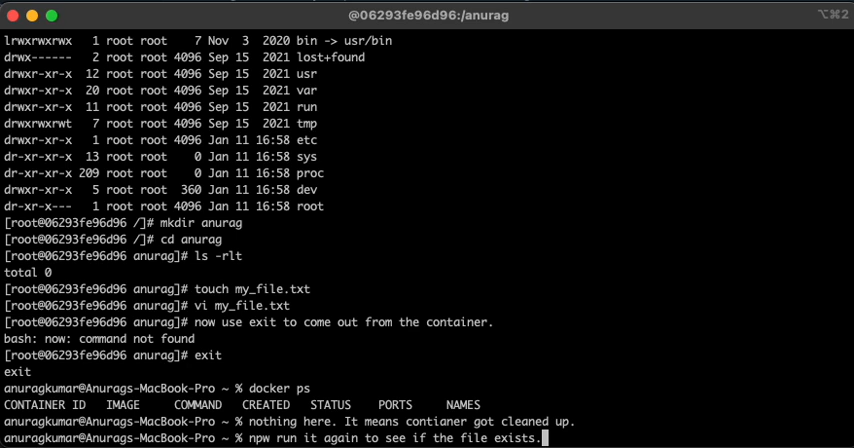 @06293fe96d96:/anurag
⌥⌘2
lrwxrwxrwx   1 root root    7 Nov  3  2020 bin -> usr/bin
drwx------   2 root root 4096 Sep 15  2021 lost+found
drwxr-xr-x  12 root root 4096 Sep 15  2021 usr
drwxr-xr-x  20 root root 4096 Sep 15  2021 var
drwxr-xr-x  11 root root 4096 Sep 15  2021 run
drwxrwxrwt   7 root root 4096 Sep 15  2021 tmp
drwxr-xr-x   1 root root 4096 Jan 11 16:58 etc
dr-xr-xr-x  13 root root    0 Jan 11 16:58 sys
dr-xr-xr-x 209 root root    0 Jan 11 16:58 proc
drwxr-xr-x   5 root root  360 Jan 11 16:58 dev
dr-xr-x---   1 root root 4096 Jan 11 16:58 root
[root@06293fe96d96 /]# mkdir anurag
[root@06293fe96d96 /]# cd anurag
[root@06293fe96d96 anurag]# ls -rlt
total 0
[root@06293fe96d96 anurag]# touch my_file.txt
[root@06293fe96d96 anurag]# vi my_file.txt
[root@06293fe96d96 anurag]# now use exit to come out from the container.
bash: now: command not found
[root@06293fe96d96 anurag]# exit
exit
anuragkumar@Anurags-MacBook-Pro ~ % docker ps
CONTAINER ID   IMAGE     COMMAND   CREATED   STATUS    PORTS     NAMES
anuragkumar@Anurags-MacBook-Pro ~ % nothing here. It means contianer got cleaned up.
anuragkumar@Anurags-MacBook-Pro ~ % npw run it again to see if the file exists.